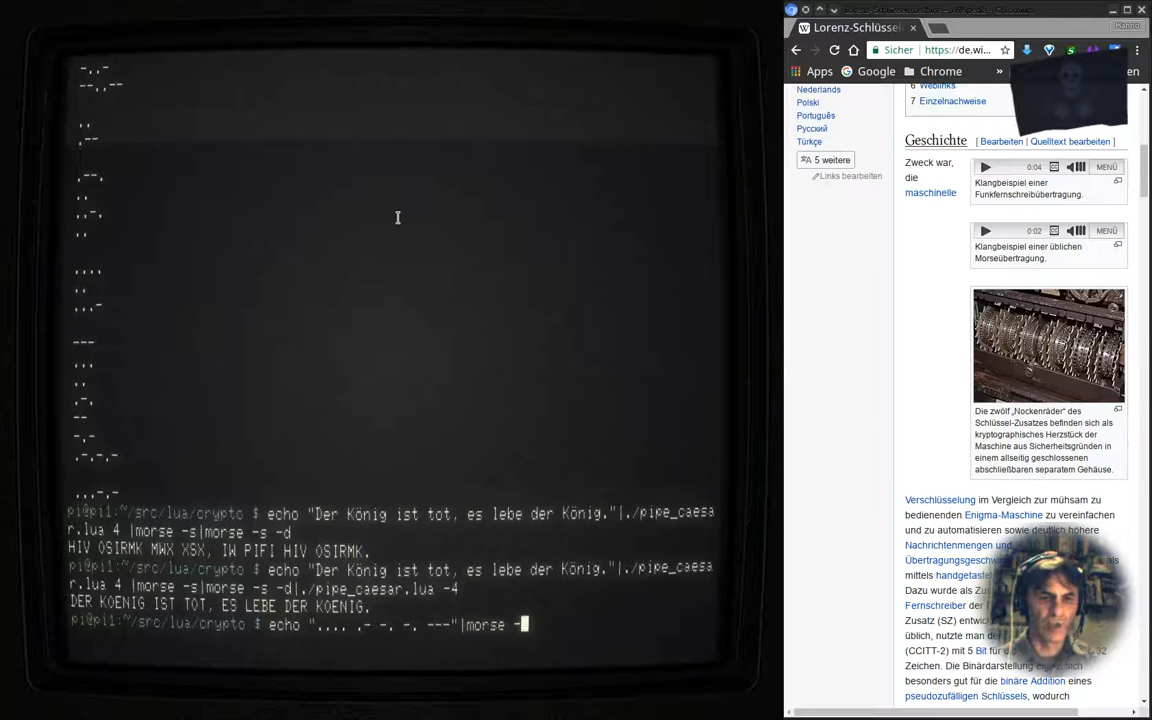 -..-
--..--
..
.--
.--.
..
..-.
..
....
..
...-
---
...
..
.-.
--
-.-
.-.-.-
...-.-
pi@pi1:~/src/lua/crypto $ echo "Der König ist tot, es lebe der König."|./pipe_caesa
r.lua 4 |morse -s|morse -s -d
HIV OSIRMK MWX XSX, IW PIFI HIV OSIRMK.
pi@pi1:~/src/lua/crypto $ echo "Der König ist tot, es lebe der König."|./pipe_caesa
r.lua 4 |morse -s|morse -s -d|./pipe_caesar.lua -4
DER KOENIG IST TOT, ES LEBE DER KOENIG.
pi@pi1:~/src/lua/crypto $ echo ".... .- -. -. ---"|morse -
Lorenz-Schlüssel
Hanno
Sicher
https://de.wi...
Apps
Google
Chrome
»
en
Nederlands
Polski
Português
Русский
Türkçe
5 weitere
Links bearbeiten
6 Weblinks
7 Einzelnachweise
Geschichte [ Bearbeiten | Quelltext bearbeiten ]
Zweck war,
die
maschinelle
0:04 MENÜ
Klangbeispiel einer
Funkfernschreibübertragung.
0:02 MENÜ
Klangbeispiel einer üblichen
Morseübertragung.
Die zwölf „Nockenräder“ des
Schlüssel-Zusatzes befinden sich als
kryptographisches Herzstück der
Maschine aus Sicherheitsgründen in
einem allseitig geschlossenen
abschließbaren separatem Gehäuse.
Verschlüsselung im Vergleich zur mühsam zu
bedienenden Enigma-Maschine zu vereinfachen
und zu automatisieren sowie deutlich höhere
Nachrichtenmengen und
Übertragungsgeschwi
mittels handgetaste
Dazu wurde als Zus
Fernschreiber der
Zusatz (SZ) entwic
üblich, nutzte man de
(CCITT-2) mit 5 Bit für d
Zeichen. Die Binärdarstellung
besonders gut für die binäre Addition eines
pseudozufälligen Schlüssels, wodurch